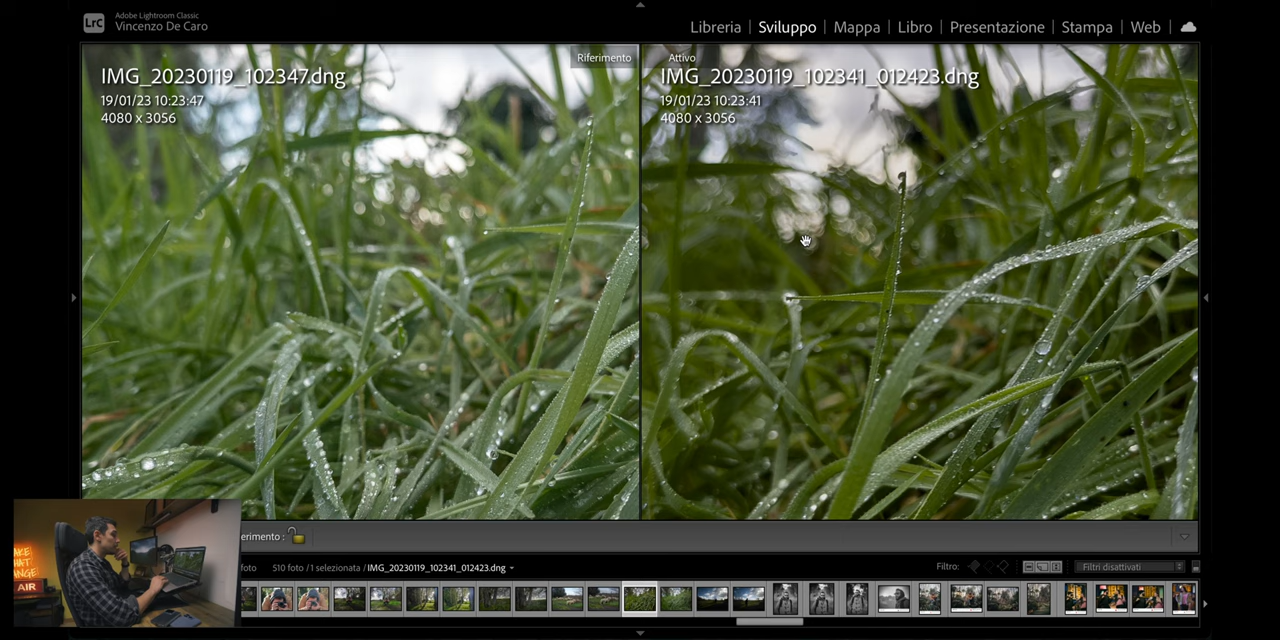 LrC
Adobe Lightroom Classic
Vincenzo De Caro
Libreria | Sviluppo | Mappa | Libro | Presentazione | Stampa | Web |
Riferimento
IMG_20230119_102347.dng
19/01/23 10:23:47
4080 x 3056
Attivo
IMG_20230119_102341_012423.dng
19/01/23 10:23:41
4080 x 3056
erimento :
foto 510 foto /1 selezionata /IMG_20230119_102341_012423.dng
Filtro:
Filtri disattivati
AIR